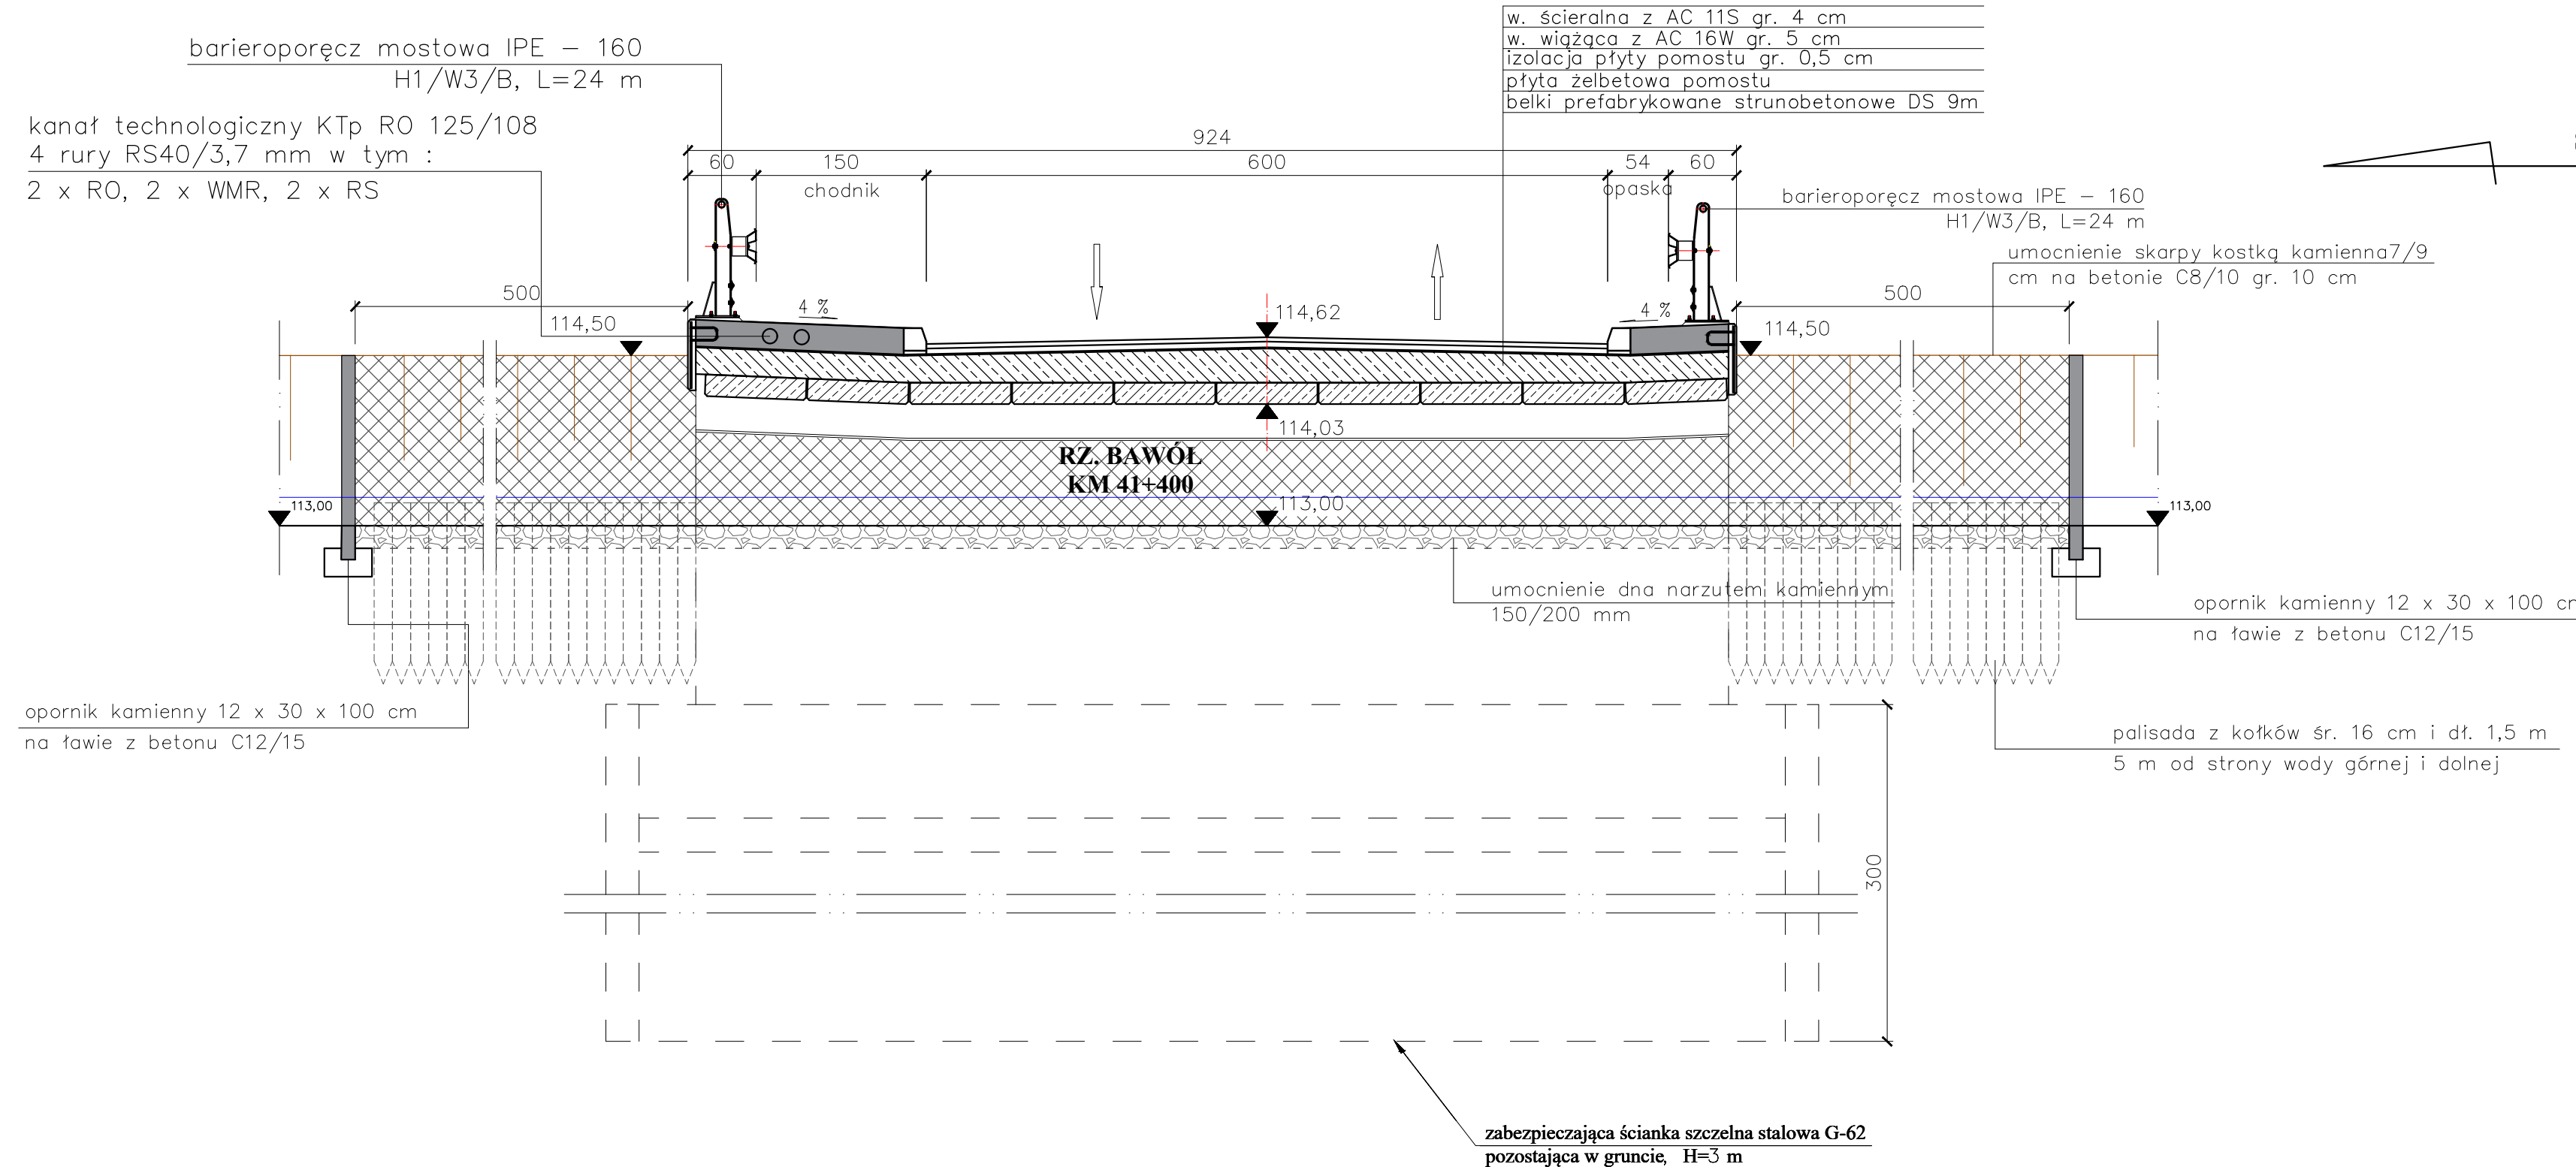 w. ścieralna z AC 11S gr. 4 cm
w. wiążąca z AC 16W gr. 5 cm
izolacja płyty pomostu gr. 0,5 cm
płyta żelbetowa pomostu
belki prefabrykowane strunobetonowe DS 9m
barieroporęcz mostowa IPE – 160
H1/W3/B, L=24 m
kanał technologiczny KTp RO 125/108
4 rury RS40/3,7 mm w tym :
2 x RO, 2 x WMR, 2 x RS
924
60 150 600 54 60
chodnik opaska
barieroporęcz mostowa IPE – 160
H1/W3/B, L=24 m
umocnienie skarpy kostką kamienna7/9
cm na betonie C8/10 gr. 10 cm
500 500
4 % 4 %
114,50 114,62 114,50
114,03
RZ. BAWÓŁ
KM 41+400
113,00 113,00 113,00
umocnienie dna narzutem kamiennym
150/200 mm
opornik kamienny 12 x 30 x 100 cm
na ławie z betonu C12/15
opornik kamienny 12 x 30 x 100 cm
na ławie z betonu C12/15
palisada z kołków śr. 16 cm i dł. 1,5 m
5 m od strony wody górnej i dolnej
300
zabezpieczająca ścianka szczelna stalowa G-62
pozostająca w gruncie, H=3 m